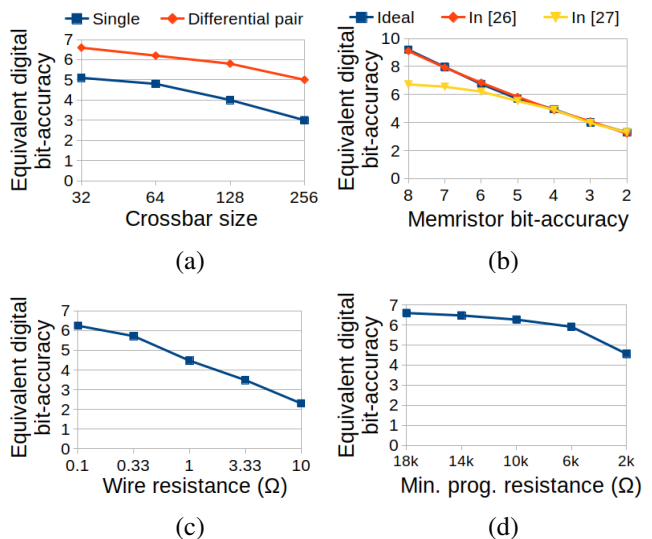 Single
Differential pair
7
6
5
4
3
2
1
0
32
64
128
256
Equivalent digital
bit-accuracy
Crossbar size
(a)
Ideal
In [26]
In [27]
10
8
6
4
2
0
8
7
6
5
4
3
2
Equivalent digital
bit-accuracy
Memristor bit-accuracy
(b)
7
6
5
4
3
2
1
0
0.1
0.33
1
3.33
10
Equivalent digital
bit-accuracy
Wire resistance (Ω)
(c)
7
6
5
4
3
2
1
0
18k
14k
10k
6k
2k
Equivalent digital
bit-accuracy
Min. prog. resistance (Ω)
(d)